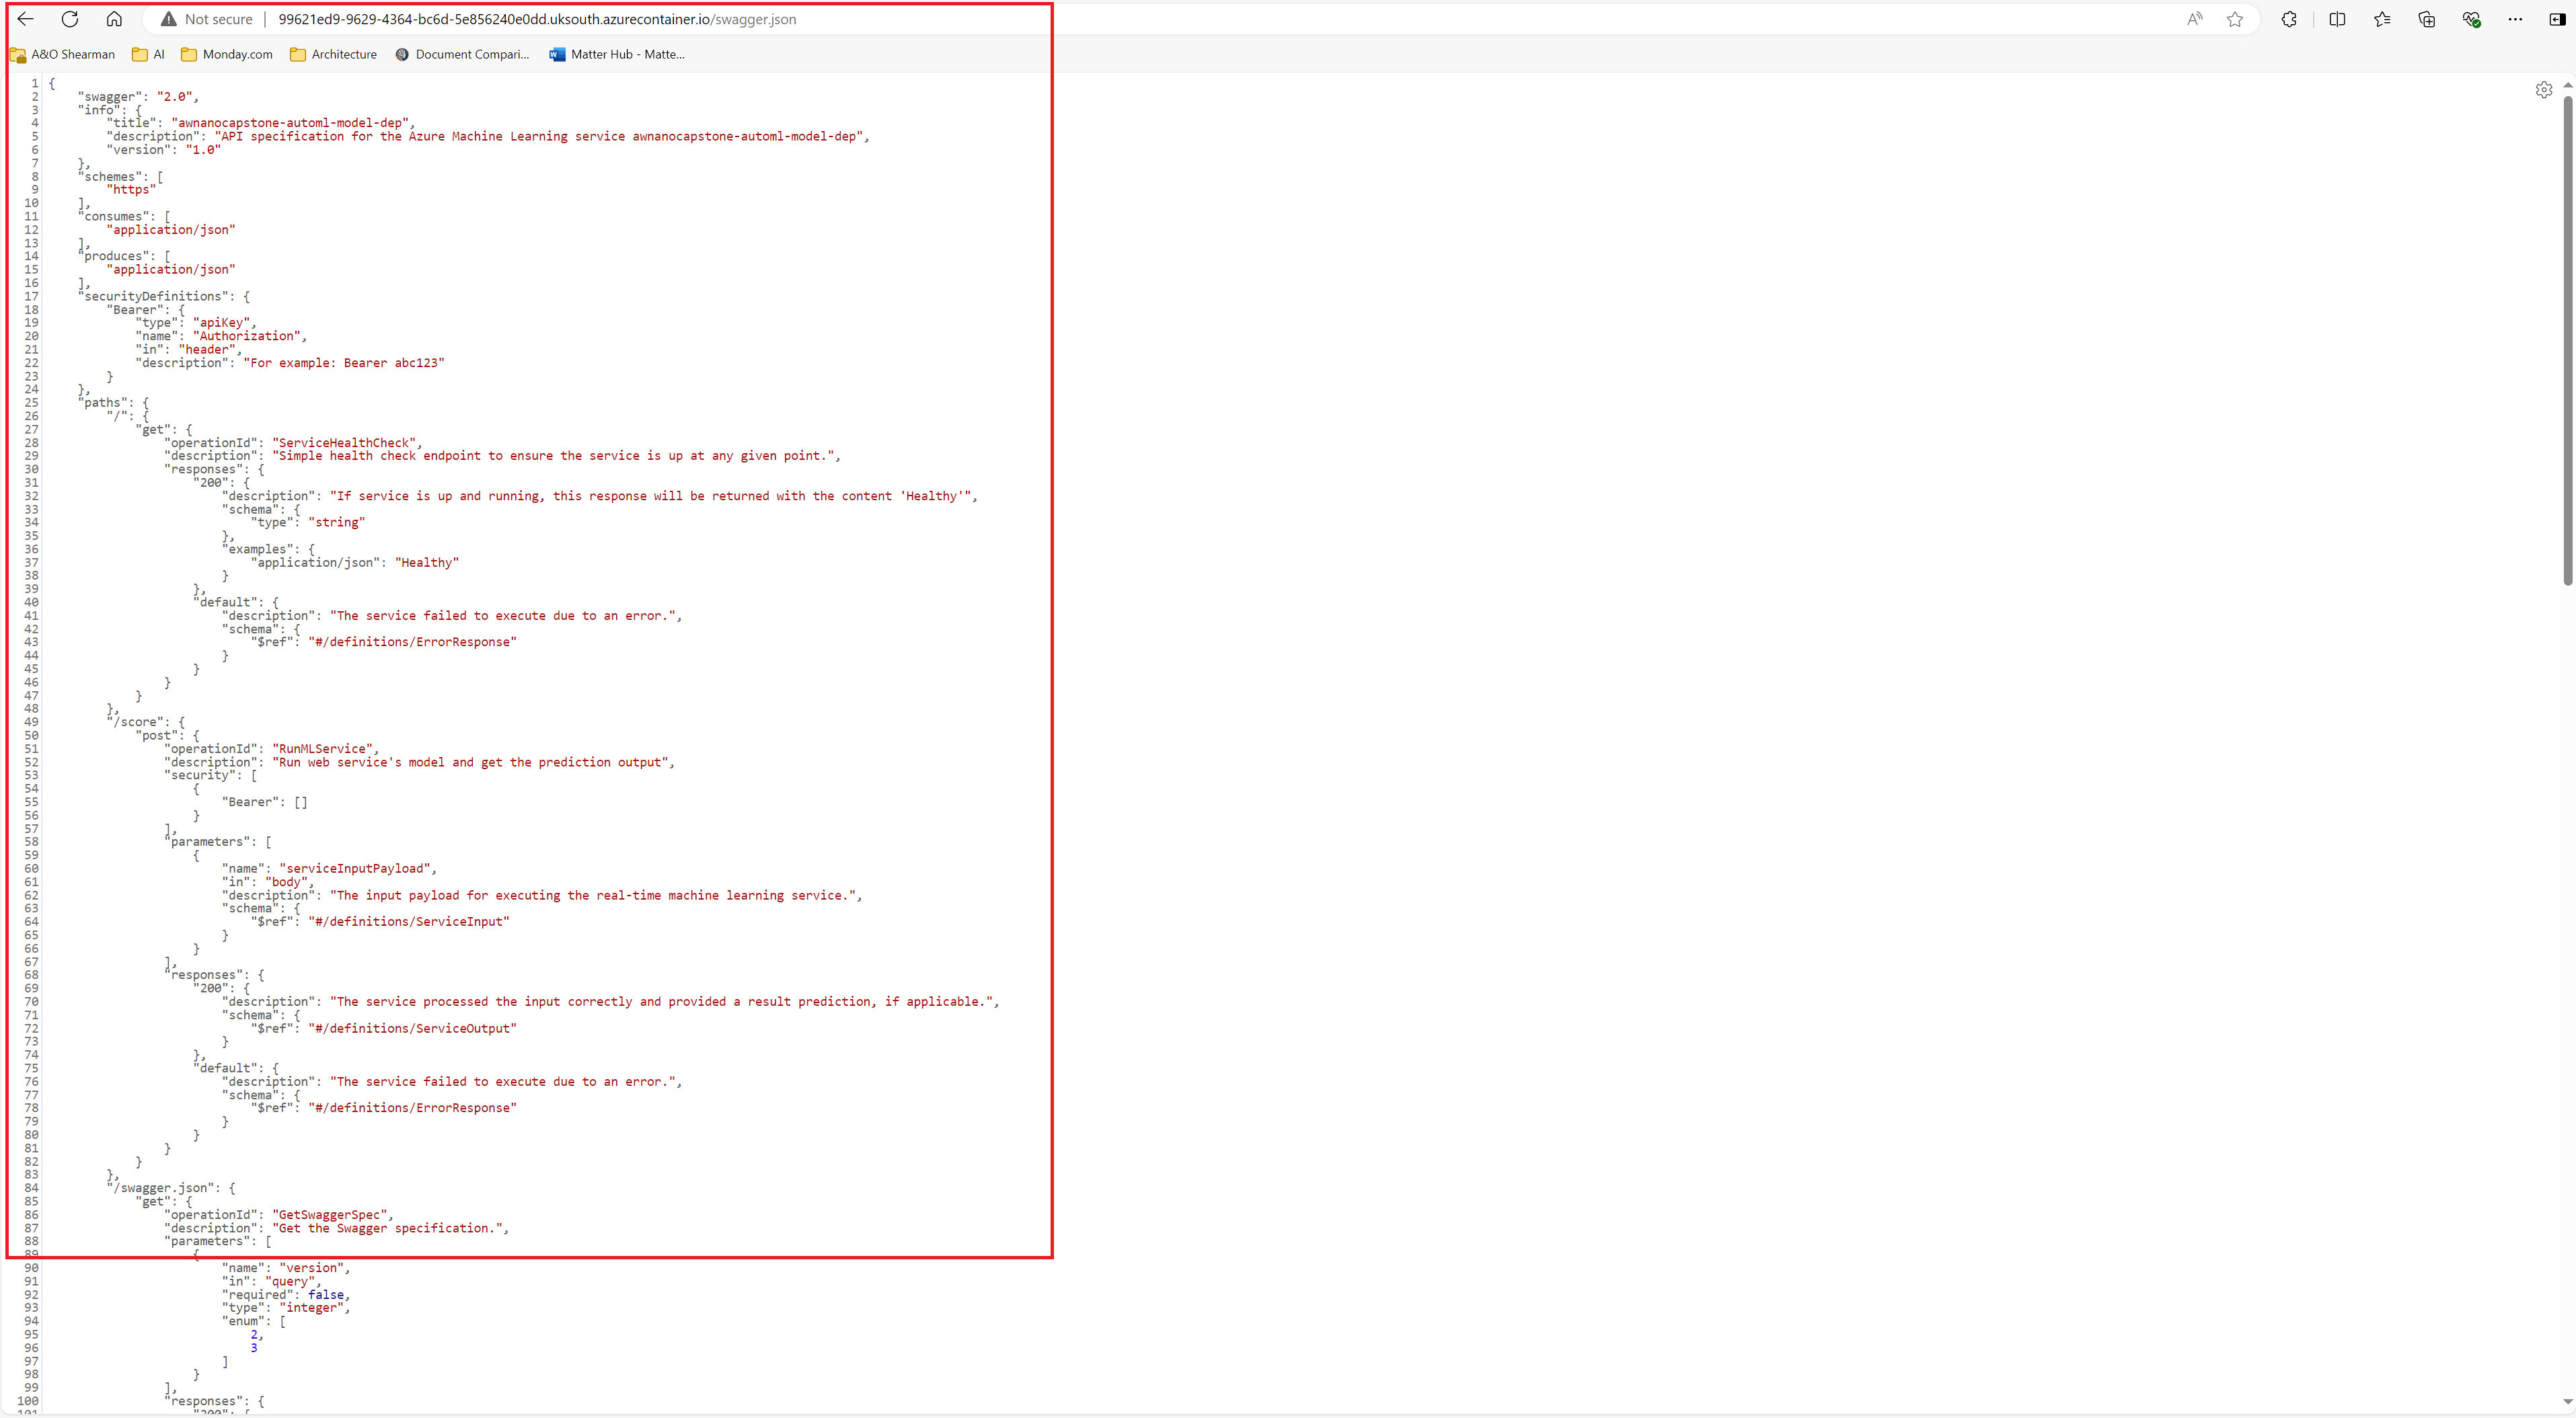 Not secure 99621ed9-9629-4364-bc6d-5e856240e0dd.uksouth.azurecontainer.io/swagger.json
A&O Shearman AI Monday.com Architecture Document Compari... Matter Hub - Matte...
1 {
2 "swagger": "2.0",
3 "info": {
4 "title": "awnanocapstone-automl-model-dep",
5 "description": "API specification for the Azure Machine Learning service awnanocapstone-automl-model-dep",
6 "version": "1.0"
7 },
8 "schemes": [
9 "https"
10 ],
11 "consumes": [
12 "application/json"
13 ],
14 "produces": [
15 "application/json"
16 ],
17 "securityDefinitions": {
18 "Bearer": {
19 "type": "apiKey",
20 "name": "Authorization",
21 "in": "header",
22 "description": "For example: Bearer abc123"
23 }
24 },
25 "paths": {
26 "/": {
27 "get": {
28 "operationId": "ServiceHealthCheck",
29 "description": "Simple health check endpoint to ensure the service is up at any given point.",
30 "responses": {
31 "200": {
32 "description": "If service is up and running, this response will be returned with the content 'Healthy'",
33 "schema": {
34 "type": "string"
35 },
36 "examples": {
37 "application/json": "Healthy"
38 }
39 },
40 "default": {
41 "description": "The service failed to execute due to an error.",
42 "schema": {
43 "$ref": "#/definitions/ErrorResponse"
44 }
45 }
46 }
47 }
48 },
49 "/score": {
50 "post": {
51 "operationId": "RunMLService",
52 "description": "Run web service's model and get the prediction output",
53 "security": [
54 {
55 "Bearer": []
56 }
57 ],
58 "parameters": [
59 {
60 "name": "serviceInputPayload",
61 "in": "body",
62 "description": "The input payload for executing the real-time machine learning service.",
63 "schema": {
64 "$ref": "#/definitions/ServiceInput"
65 }
66 }
67 ],
68 "responses": {
69 "200": {
70 "description": "The service processed the input correctly and provided a result prediction, if applicable.",
71 "schema": {
72 "$ref": "#/definitions/ServiceOutput"
73 }
74 },
75 "default": {
76 "description": "The service failed to execute due to an error.",
77 "schema": {
78 "$ref": "#/definitions/ErrorResponse"
79 }
80 }
81 }
82 }
83 },
84 "/swagger.json": {
85 "get": {
86 "operationId": "GetSwaggerSpec",
87 "description": "Get the Swagger specification.",
88 "parameters": [
89 {
90 "name": "version",
91 "in": "query",
92 "required": false,
93 "type": "integer",
94 "enum": [
95 2,
96 3
97 ]
98 }
99 ],
100 "responses": {
101 "200": {